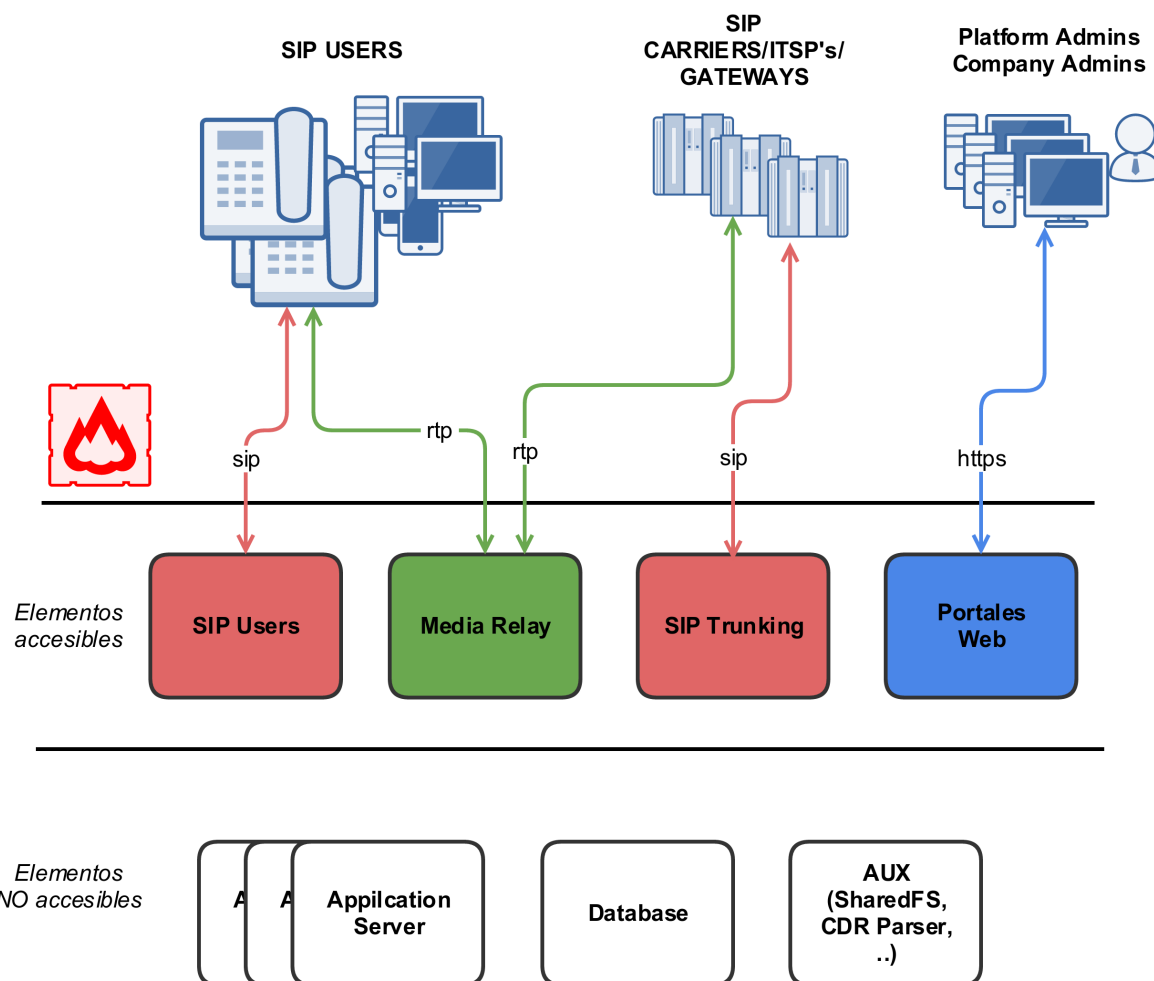 SIP USERS
SIP
CARRIERS/ITSP's/
GATEWAYS
Platform Admins
Company Admins
sip
rtp
rtp
sip
https
Elementos
accesibles
SIP Users
Media Relay
SIP Trunking
Portales
Web
Elementos
NO accesibles
A
A
Appilcation
Server
Database
AUX
(SharedFS,
CDR Parser,
..)